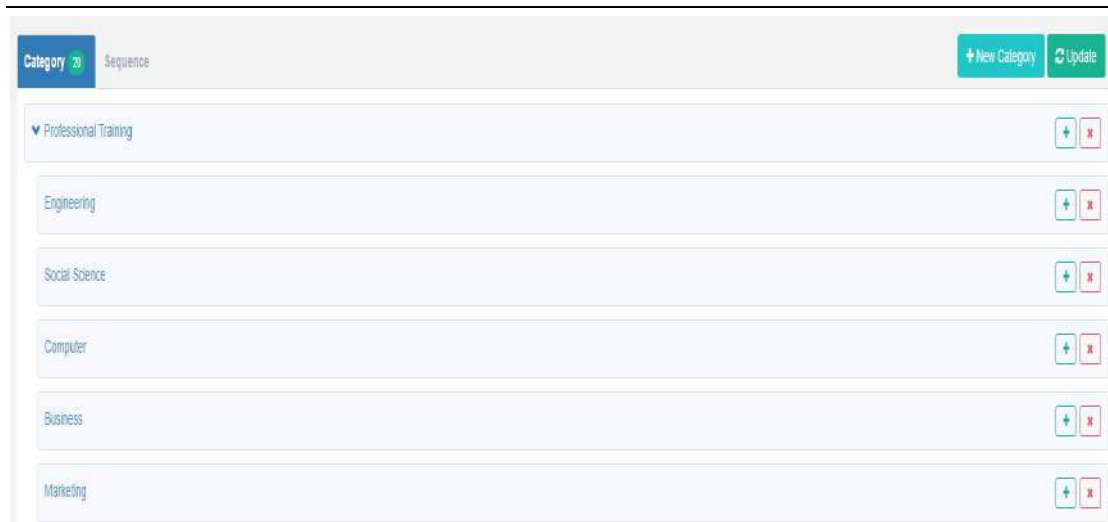 Category 20 Sequence + New Category Update
Professional Training
Engineering
Social Science
Computer
Business
Marketing